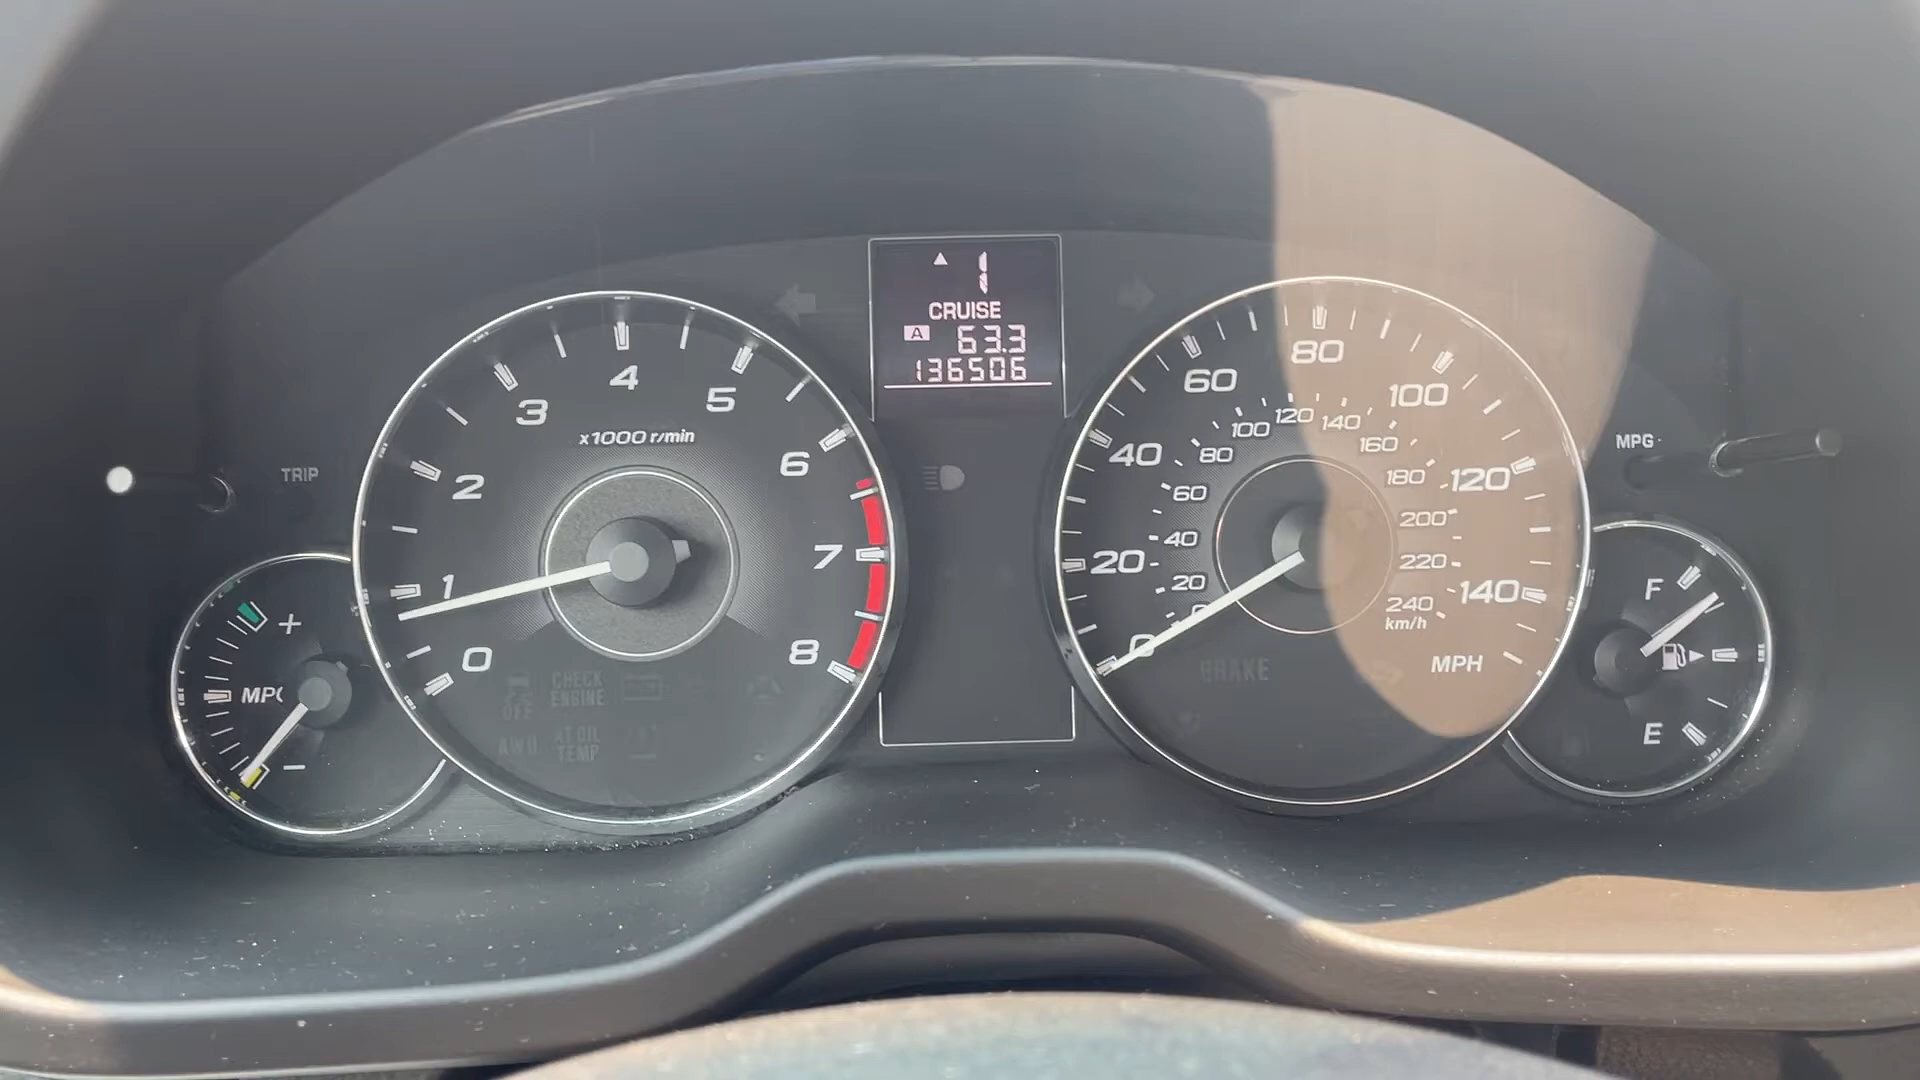 1
CRUISE
A 63.3
136506
TRIP
0 1 2 3 4 5 6 7 8
x1000 r/min
OFF
CHECK
ENGINE
AT OIL
TEMP
+
−
0 20 40 60 80 100 120 140
MPH
20 40 60 80 100 120 140 160 180 200 220 240
km/h
BRAKE
MPG
F
E